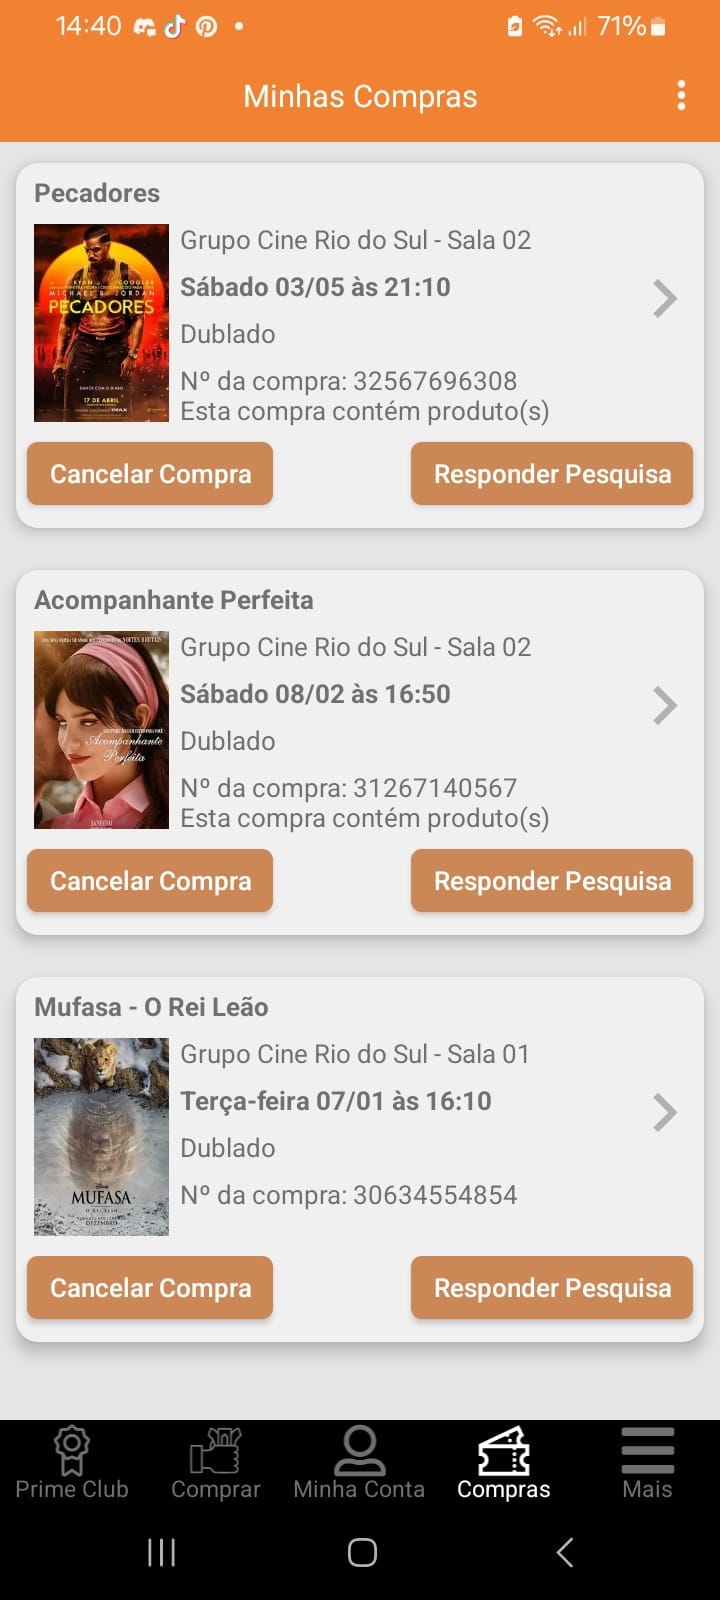 14:40
71%
Minhas Compras
Pecadores
RYAN COOGLER
MICHAEL B. JORDAN
PECADORES
DANCE COM O DIABO
17 DE ABRIL
IMAX
Grupo Cine Rio do Sul - Sala 02
Sábado 03/05 às 21:10
Dublado
Nº da compra: 32567696308
Esta compra contém produto(s)
Cancelar Compra
Responder Pesquisa
Acompanhante Perfeita
Acompanhante
Perfeita
JANEIRO
Grupo Cine Rio do Sul - Sala 02
Sábado 08/02 às 16:50
Dublado
Nº da compra: 31267140567
Esta compra contém produto(s)
Cancelar Compra
Responder Pesquisa
Mufasa - O Rei Leão
Disney
MUFASA
O REI LEÃO
DEZEMBRO
Grupo Cine Rio do Sul - Sala 01
Terça-feira 07/01 às 16:10
Dublado
Nº da compra: 30634554854
Cancelar Compra
Responder Pesquisa
Prime Club
Comprar
Minha Conta
Compras
Mais